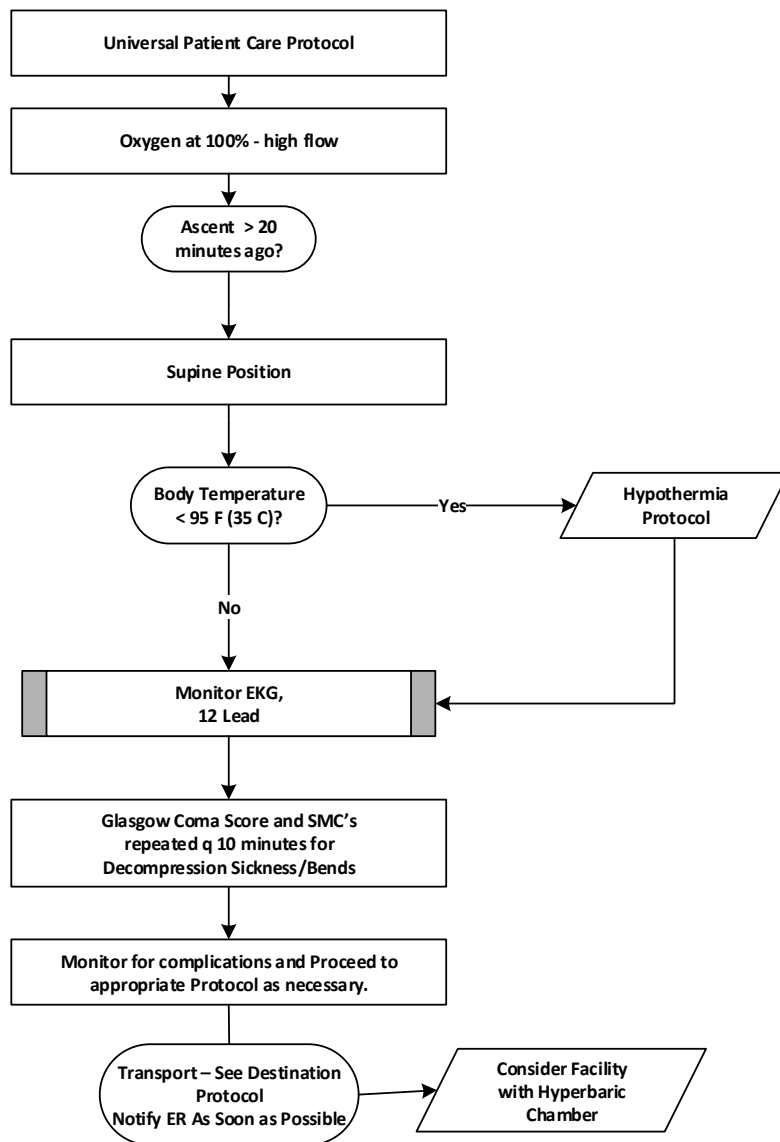 Universal Patient Care Protocol
Oxygen at 100% - high flow
Ascent > 20
minutes ago?
Supine Position
Body Temperature
< 95 F (35 C)?
Yes
Hypothermia
Protocol
No
Monitor EKG,
12 Lead
Glasgow Coma Score and SMC's
repeated q 10 minutes for
Decompression Sickness/Bends
Monitor for complications and Proceed to
appropriate Protocol as necessary.
Transport – See Destination
Protocol
Notify ER As Soon as Possible
Consider Facility
with Hyperbaric
Chamber